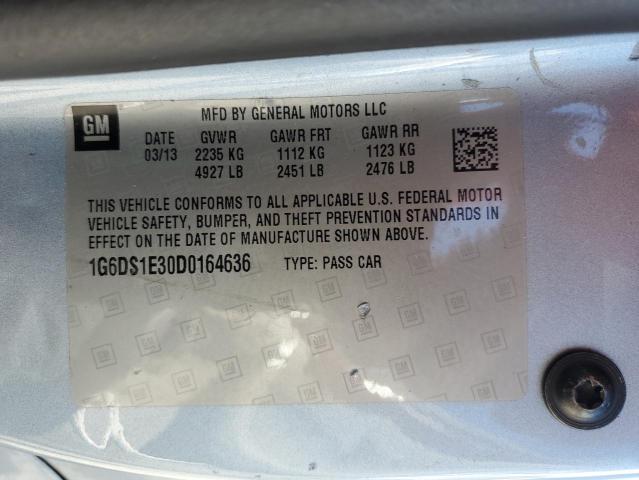 GM
MFD BY GENERAL MOTORS LLC
DATE GVWR GAWR FRT GAWR RR
03/13 2235 KG 1112 KG 1123 KG
4927 LB 2451 LB 2476 LB
THIS VEHICLE CONFORMS TO ALL APPLICABLE U.S. FEDERAL MOTOR
VEHICLE SAFETY, BUMPER, AND THEFT PREVENTION STANDARDS IN
EFFECT ON THE DATE OF MANUFACTURE SHOWN ABOVE.
1G6DS1E30D0164636 TYPE: PASS CAR